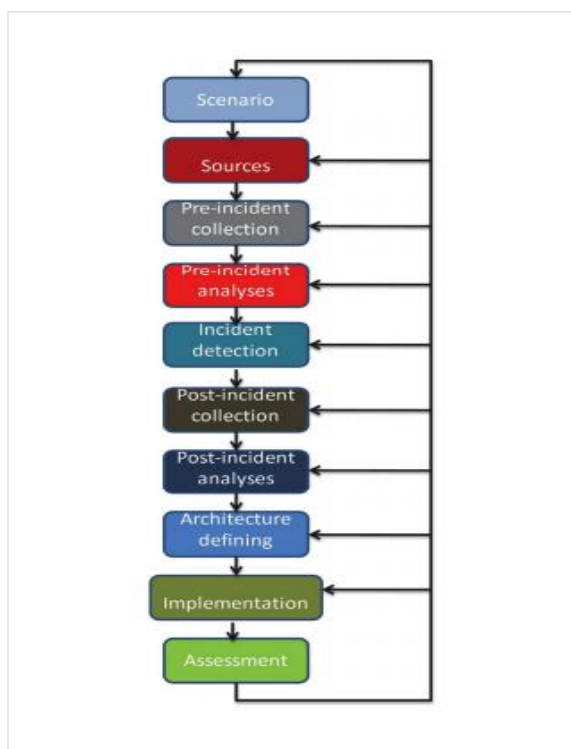 Scenario
Sources
Pre-incident
collection
Pre-incident
analyses
Incident
detection
Post-incident
collection
Post-incident
analyses
Architecture
defining
Implementation
Assessment